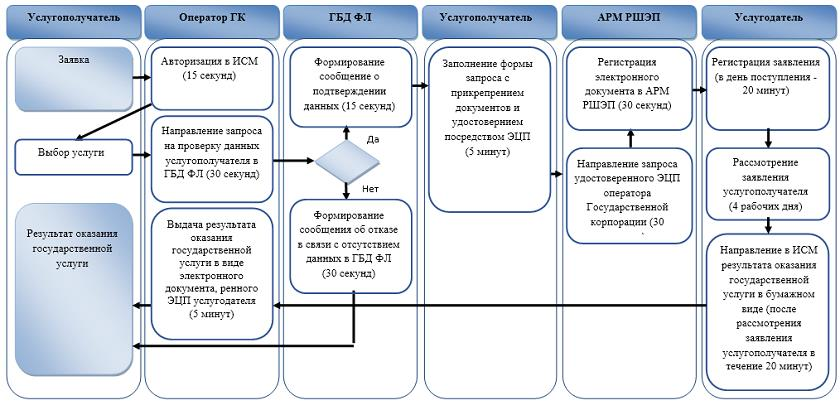 Услугополучатель
Оператор ГК
ГБД ФЛ
Услугополучатель
АРМ РШЭП
Услугодатель
Заявка
Авторизация в ИСМ
(15 секунд)
Выбор услуги
Направление запроса
на проверку данных
услугополучателя в
ГБД ФЛ (30 секунд)
Формирование
сообщение о
подтверждении
данных (15 секунд)
Да
Нет
Формирование
сообщения об отказе
в связи с отсутствием
данных в ГБД ФЛ
(30 секунд)
Заполнение формы
запроса с
прикрепрением
документов и
удостовернием
посредством ЭЦП
(5 минут)
Направление запроса
удостоверенного ЭЦП
оператора
Государственной
корпорации (30
Регистрация
электронного
документа в АРМ
РШЭП (30 секунд)
Регистрация заявления
(в день поступления -
20 минут)
Рассмотрение
заявления
услугополучателя
(4 рабочих дня)
Направление в ИСМ
результата оказания
государственной
услуги в бумажном
виде (после
рассмотрения
заявления
услугополучателя в
течение 20 минут)
Выдача результата
оказания
государственной
услуги в виде
электронного
документа, ренного
ЭЦП услугодателя
(5 минут)
Результат оказания
государственной
услуги